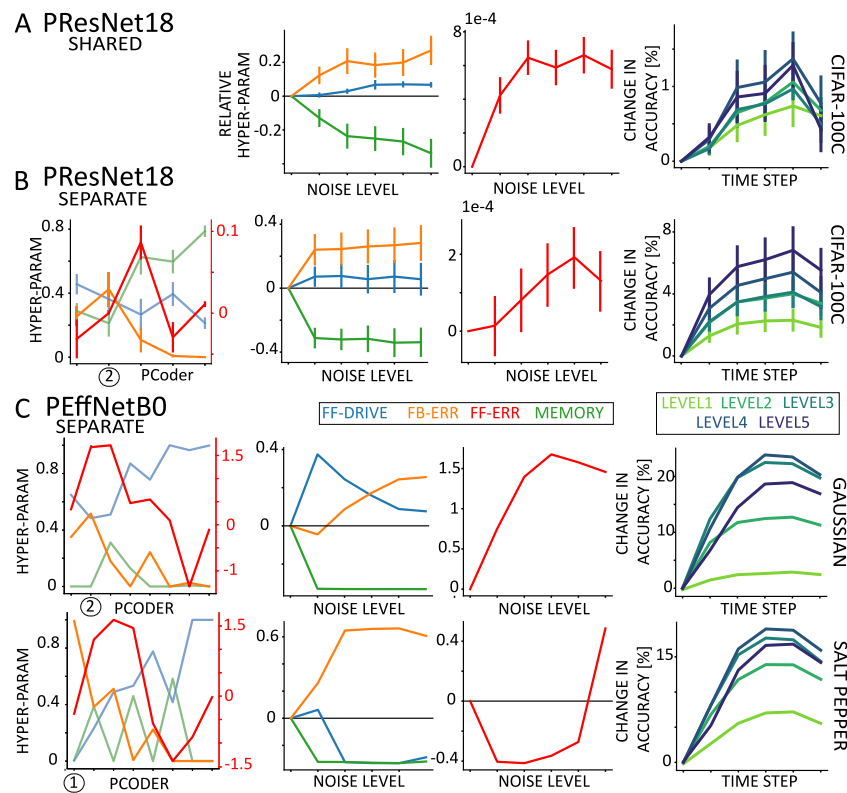 A PResNet18
SHARED
RELATIVE
HYPER-PARAM
0.2
0
-0.2
NOISE LEVEL
8e-4
4
0
NOISE LEVEL
CHANGE IN
ACCURACY [%]
1
0
TIME STEP
CIFAR-100C
B PResNet18
SEPARATE
HYPER-PARAM
0.8
0.4
0
0.1
0
2
PCoder
0.4
0
-0.4
NOISE LEVEL
1e-4
2
0
NOISE LEVEL
CHANGE IN
ACCURACY [%]
8
4
0
TIME STEP
CIFAR-100C
C PEffNetB0
SEPARATE
FF-DRIVE FB-ERR FF-ERR MEMORY
LEVEL1 LEVEL2 LEVEL3
LEVEL4 LEVEL5
HYPER-PARAM
0.8
0.4
0
1.5
0
-1
2
PCODER
0.4
0
NOISE LEVEL
1.5
1
0
NOISE LEVEL
CHANGE IN
ACCURACY [%]
20
10
0
TIME STEP
GAUSSIAN
HYPER-PARAM
0.8
0.4
0
1.5
0
-1.5
1
PCODER
0.6
0
NOISE LEVEL
0.4
0
-0.4
NOISE LEVEL
CHANGE IN
ACCURACY [%]
15
0
TIME STEP
SALT PEPPER